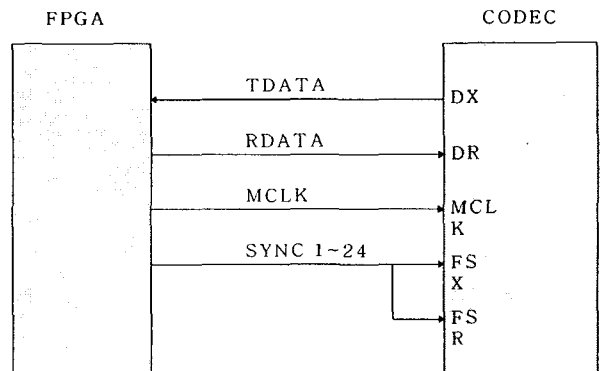 FPGA
CODEC
TDATA
DX
RDATA
DR
MCLK
MCL
K
SYNC 1~24
FS
X
FS
R